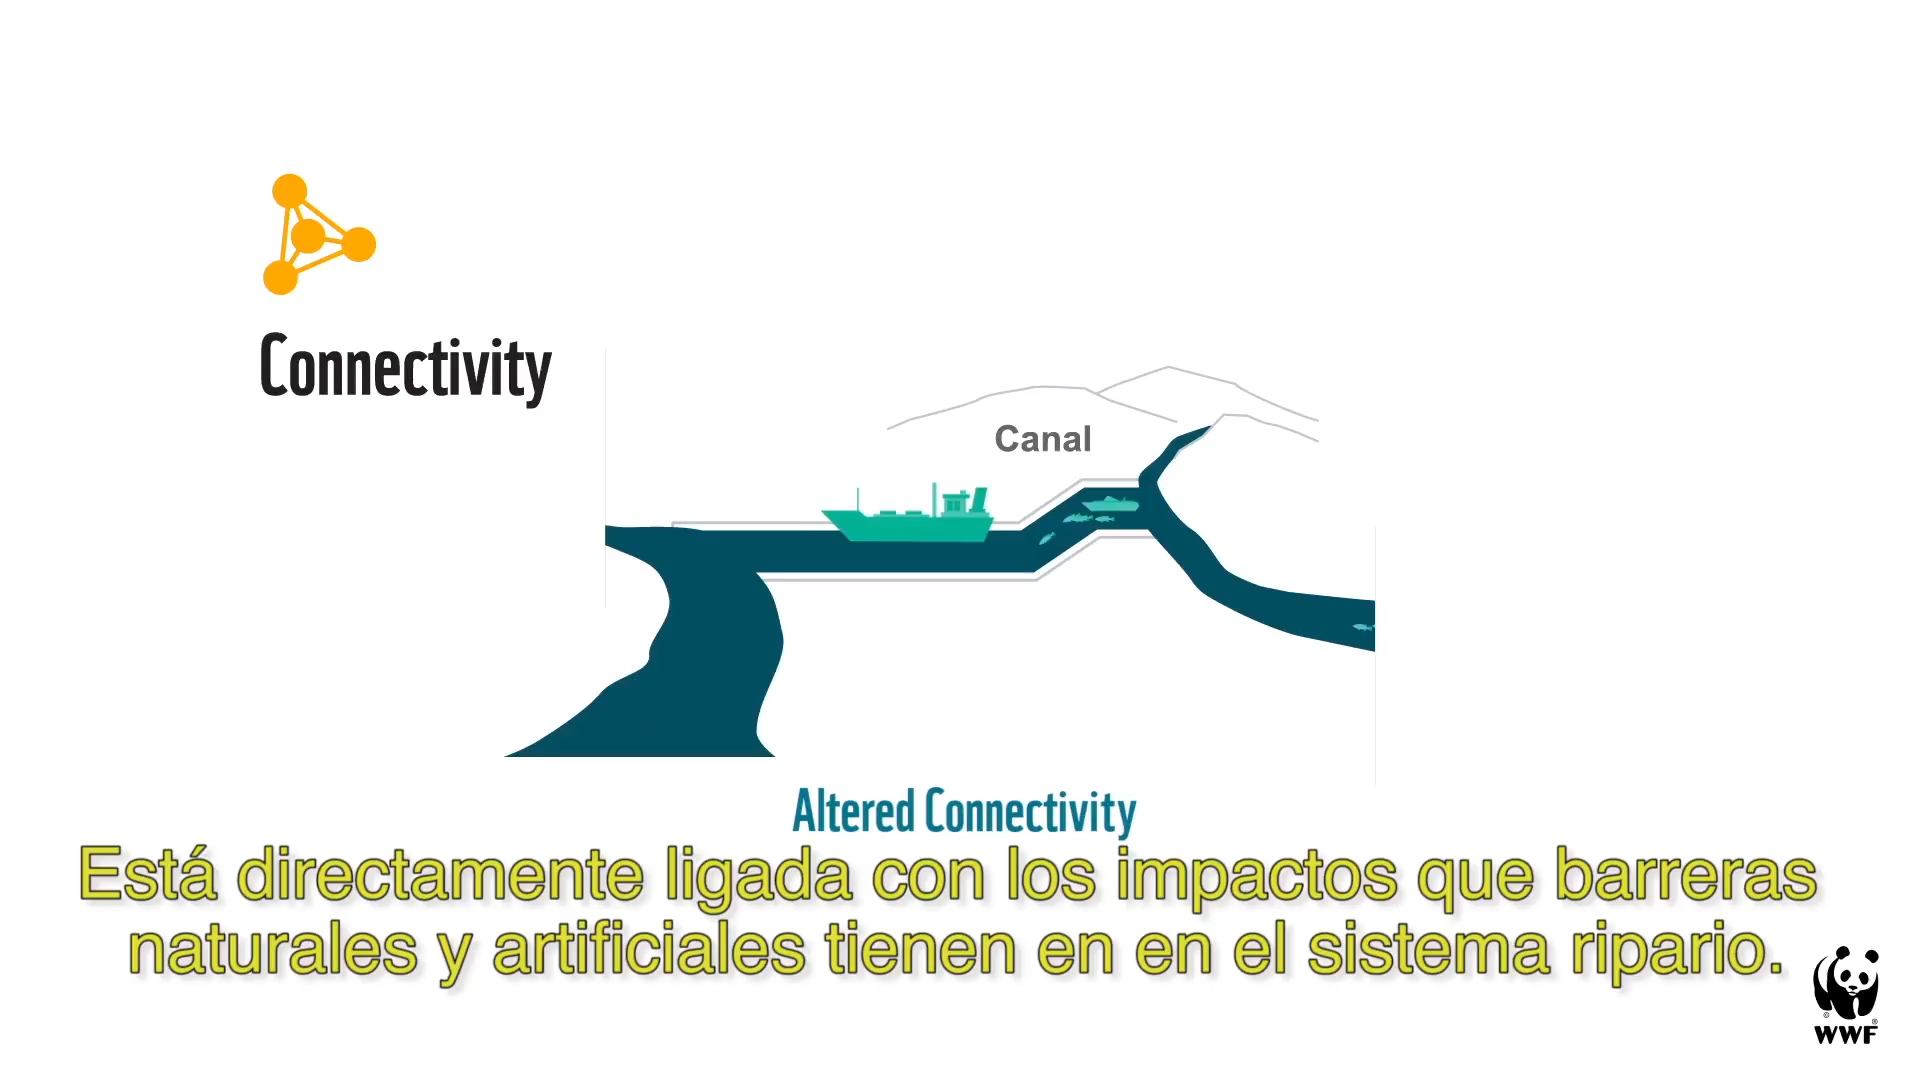 Connectivity
Canal
Altered Connectivity
Está directamente ligada con los impactos que barreras
naturales y artificiales tienen en en el sistema ripario.
WWF